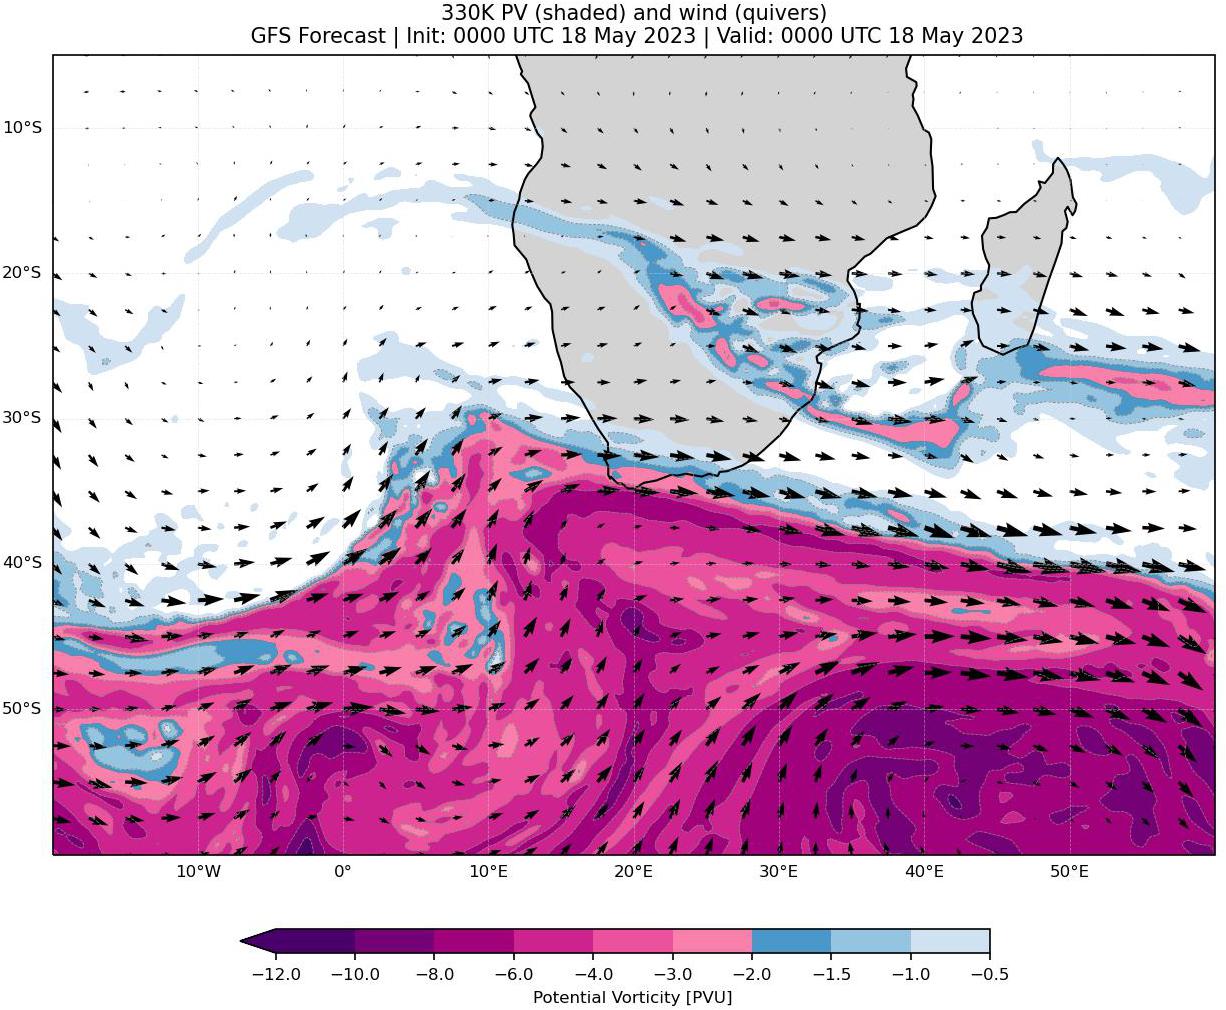 330K PV (shaded) and wind (quivers)
GFS Forecast | Init: 0000 UTC 18 May 2023 | Valid: 0000 UTC 18 May 2023
10°S
20°S
30°S
40°S
50°S
10°W 0° 10°E 20°E 30°E 40°E 50°E
−12.0 −10.0 −8.0 −6.0 −4.0 −3.0 −2.0 −1.5 −1.0 −0.5
Potential Vorticity [PVU]